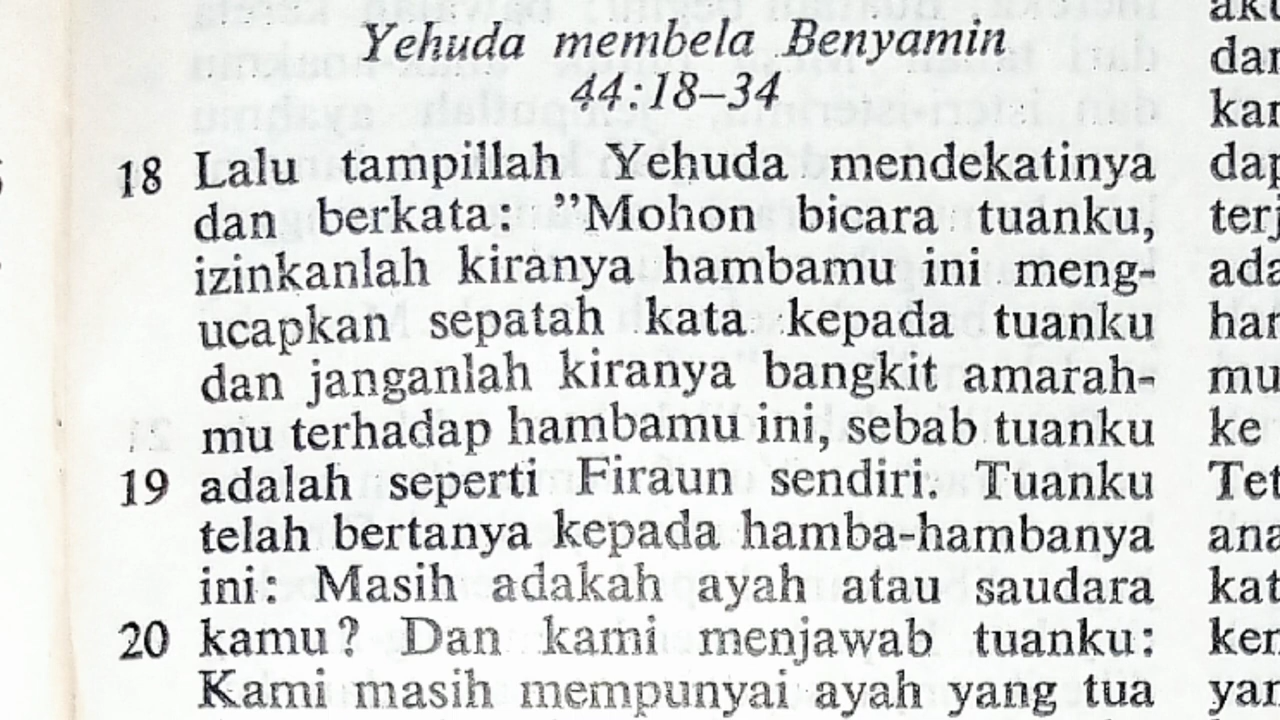 Yehuda membela Benyamin
44:18–34
18 Lalu tampillah Yehuda mendekatinya
dan berkata: ”Mohon bicara tuanku,
izinkanlah kiranya hambamu ini meng-
ucapkan sepatah kata kepada tuanku
dan janganlah kiranya bangkit amarah-
mu terhadap hambamu ini, sebab tuanku
19 adalah seperti Firaun sendiri. Tuanku
telah bertanya kepada hamba-hambanya
ini: Masih adakah ayah atau saudara
20 kamu? Dan kami menjawab tuanku:
Kami masih mempunyai ayah yang tua
ke